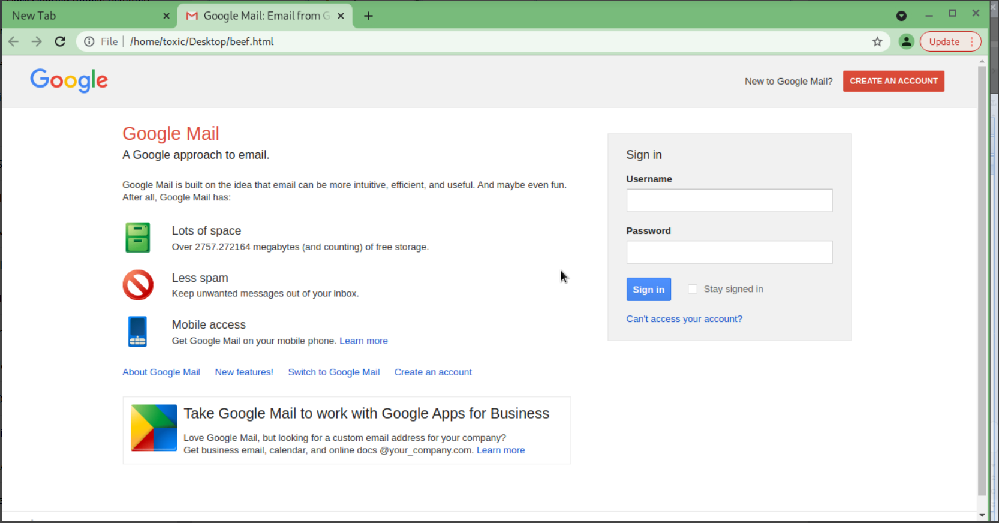 New Tab
Google Mail: Email from G
File
/home/toxic/Desktop/beef.html
Update
Google
New to Google Mail?
CREATE AN ACCOUNT
Google Mail
A Google approach to email.
Google Mail is built on the idea that email can be more intuitive, efficient, and useful. And maybe even fun.
After all, Google Mail has:
Lots of space
Over 2757.272164 megabytes (and counting) of free storage.
Less spam
Keep unwanted messages out of your inbox.
Mobile access
Get Google Mail on your mobile phone. Learn more
About Google Mail
New features!
Switch to Google Mail
Create an account
Take Google Mail to work with Google Apps for Business
Love Google Mail, but looking for a custom email address for your company?
Get business email, calendar, and online docs @your_company.com. Learn more
Sign in
Username
Password
Sign in
Stay signed in
Can't access your account?